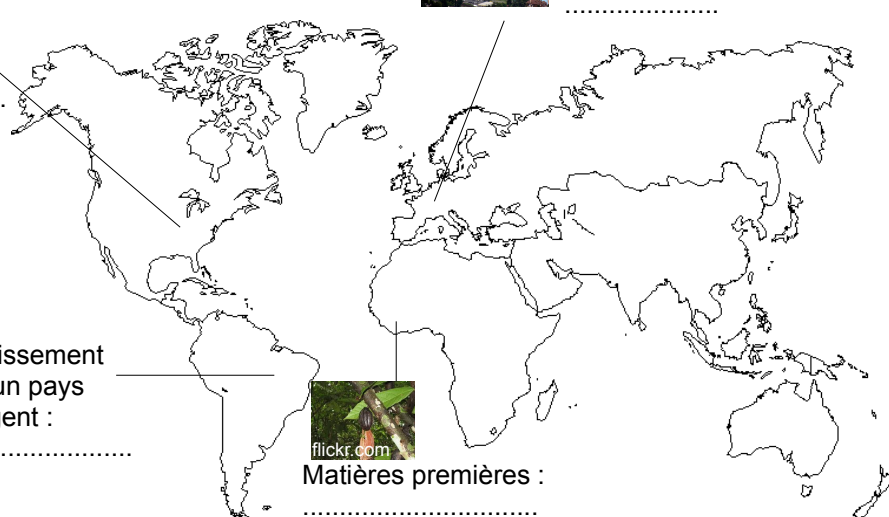 .....................
.
issement
un pays
ent :
..................
flickr.com
Matières premières :
................................